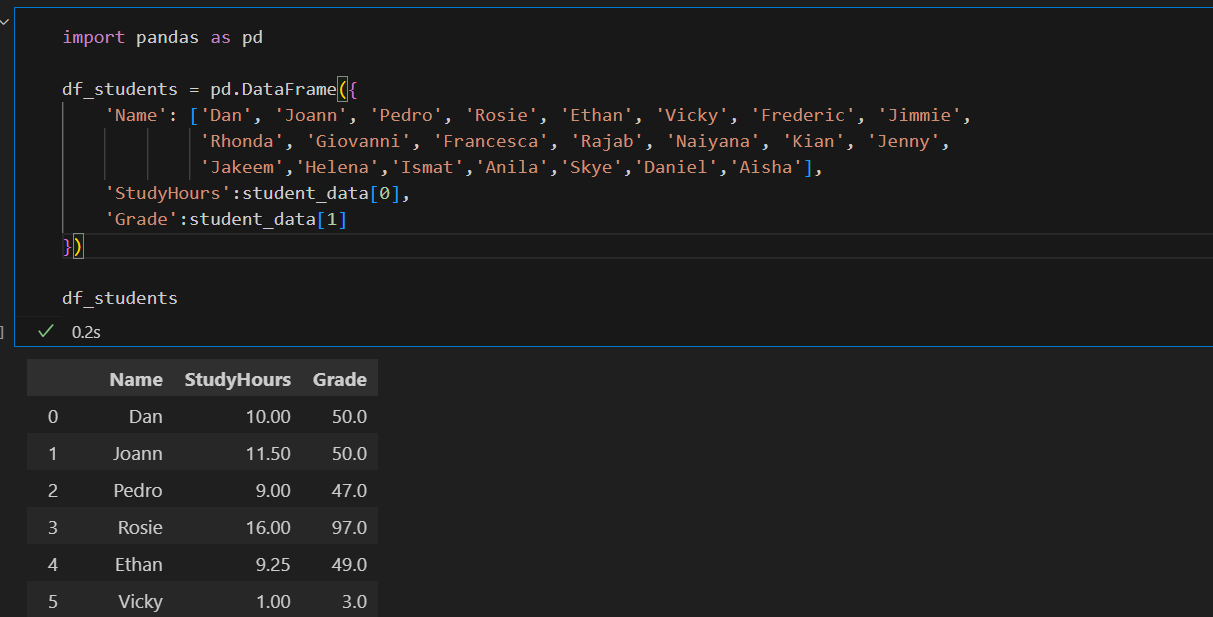 import pandas as pd
df_students = pd.DataFrame({
'Name': ['Dan', 'Joann', 'Pedro', 'Rosie', 'Ethan', 'Vicky', 'Frederic', 'Jimmie',
'Rhonda', 'Giovanni', 'Francesca', 'Rajab', 'Naiyana', 'Kian', 'Jenny',
'Jakeem','Helena','Ismat','Anila','Skye','Daniel','Aisha'],
'StudyHours':student_data[0],
'Grade':student_data[1]
})
df_students
] ✓ 0.2s
Name StudyHours Grade
0 Dan 10.00 50.0
1 Joann 11.50 50.0
2 Pedro 9.00 47.0
3 Rosie 16.00 97.0
4 Ethan 9.25 49.0
5 Vicky 1.00 3.0